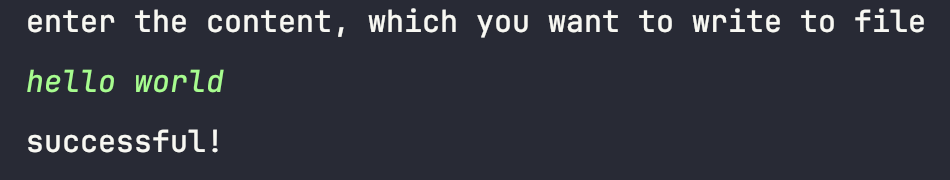 enter the content, which you want to write to file
hello world
successful!